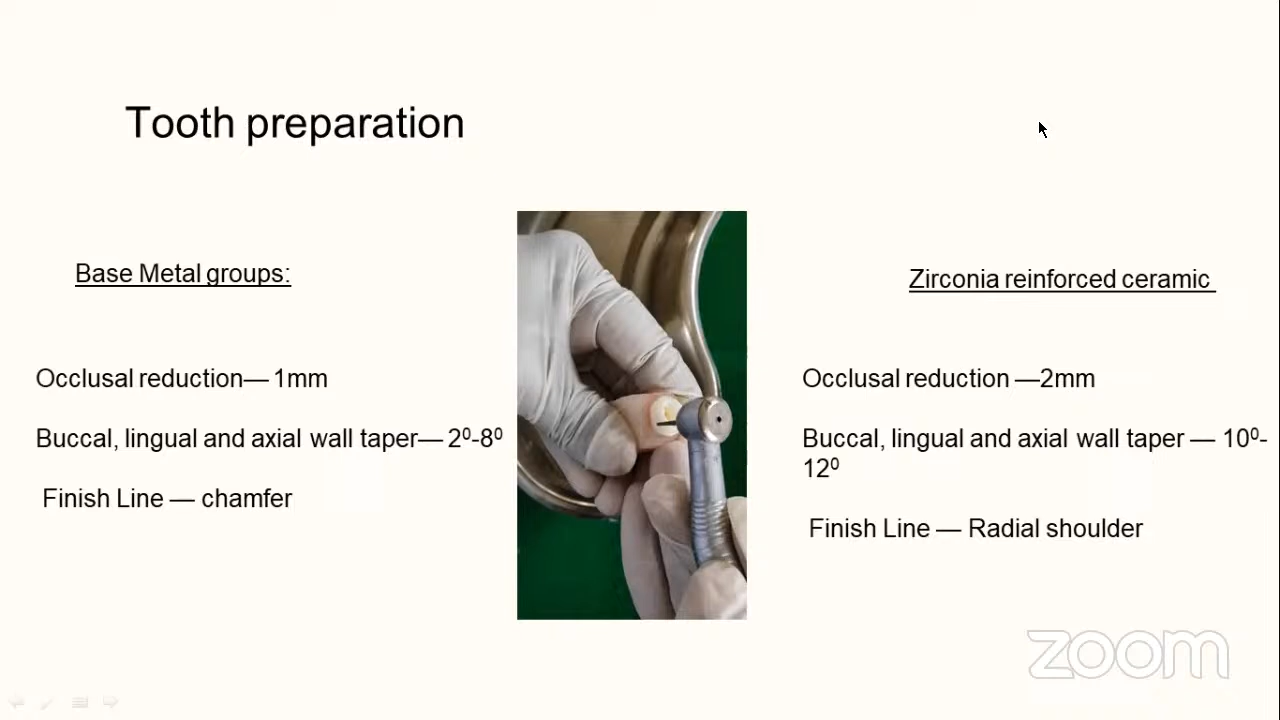 Tooth preparation
Base Metal groups:
Occlusal reduction— 1mm
Buccal, lingual and axial wall taper— 2⁰-8⁰
Finish Line — chamfer
Zirconia reinforced ceramic
Occlusal reduction —2mm
Buccal, lingual and axial wall taper — 10⁰-
12⁰
Finish Line — Radial shoulder
zoom